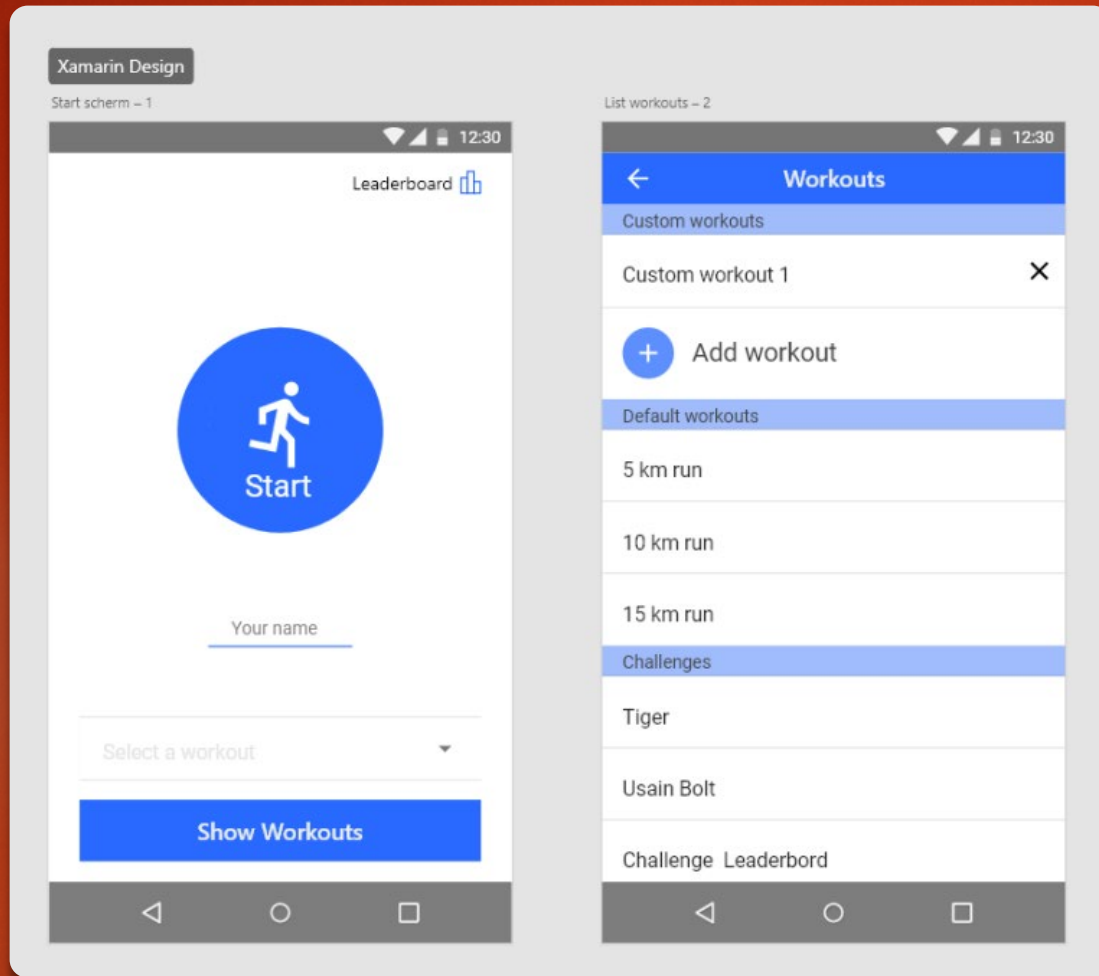 Xamarin Design
Start scherm – 1
12:30
Leaderboard
Start
Your name
Select a workout
Show Workouts
List workouts – 2
12:30
Workouts
Custom workouts
Custom workout 1
Add workout
Default workouts
5 km run
10 km run
15 km run
Challenges
Tiger
Usain Bolt
Challenge Leaderbord